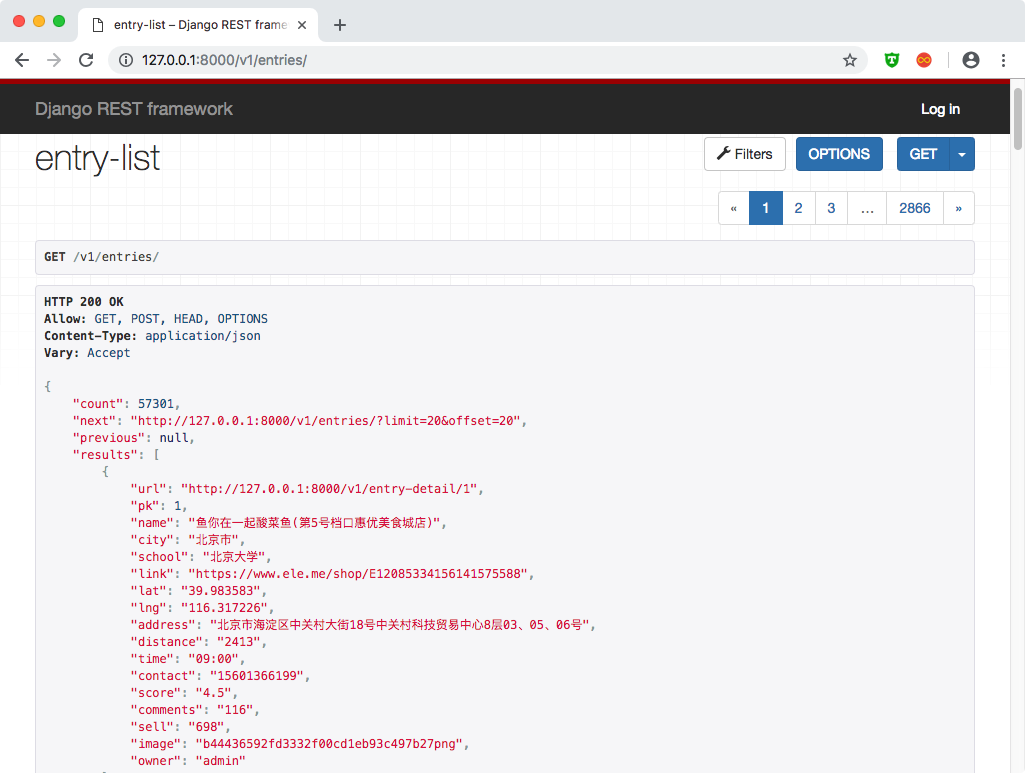 entry-list – Django REST frame
127.0.0.1:8000/v1/entries/
Django REST framework
Log in
entry-list
Filters
OPTIONS
GET
« 1 2 3 … 2866 »
GET /v1/entries/
HTTP 200 OK
Allow: GET, POST, HEAD, OPTIONS
Content-Type: application/json
Vary: Accept
{
"count": 57301,
"next": "http://127.0.0.1:8000/v1/entries/?limit=20&offset=20",
"previous": null,
"results": [
{
"url": "http://127.0.0.1:8000/v1/entry-detail/1",
"pk": 1,
"name": "鱼你在一起酸菜鱼(第5号档口惠优美食城店)",
"city": "北京市",
"school": "北京大学",
"link": "https://www.ele.me/shop/E12085334156141575588",
"lat": "39.983583",
"lng": "116.317226",
"address": "北京市海淀区中关村大街18号中关村科技贸易中心8层03、05、06号",
"distance": "2413",
"time": "09:00",
"contact": "15601366199",
"score": "4.5",
"comments": "116",
"sell": "698",
"image": "b44436592fd3332f00cd1eb93c497b27png",
"owner": "admin"